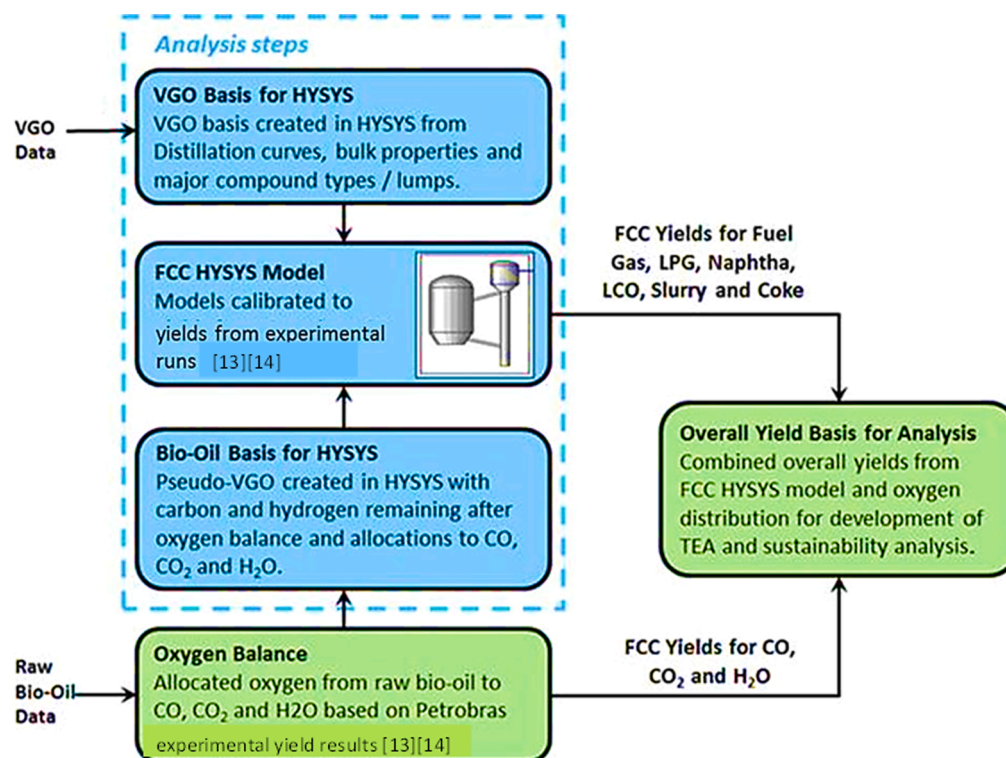 Analysis steps
VGO Basis for HYSYS
VGO basis created in HYSYS from
Distillation curves, bulk properties and
major compound types / lumps.
VGO
Data
FCC HYSYS Model
Models calibrated to
yields from experimental
runs [13][14]
FCC Yields for Fuel
Gas, LPG, Naphtha,
LCO, Slurry and Coke
Bio-Oil Basis for HYSYS
Pseudo-VGO created in HYSYS with
carbon and hydrogen remaining after
oxygen balance and allocations to CO,
CO₂ and H₂O.
Overall Yield Basis for Analysis
Combined overall yields from
FCC HYSYS model and oxygen
distribution for development of
TEA and sustainability analysis.
Raw
Bio-Oil
Data
Oxygen Balance
Allocated oxygen from raw bio-oil to
CO, CO₂ and H2O based on Petrobras
experimental yield results [13][14]
FCC Yields for CO,
CO₂ and H₂O